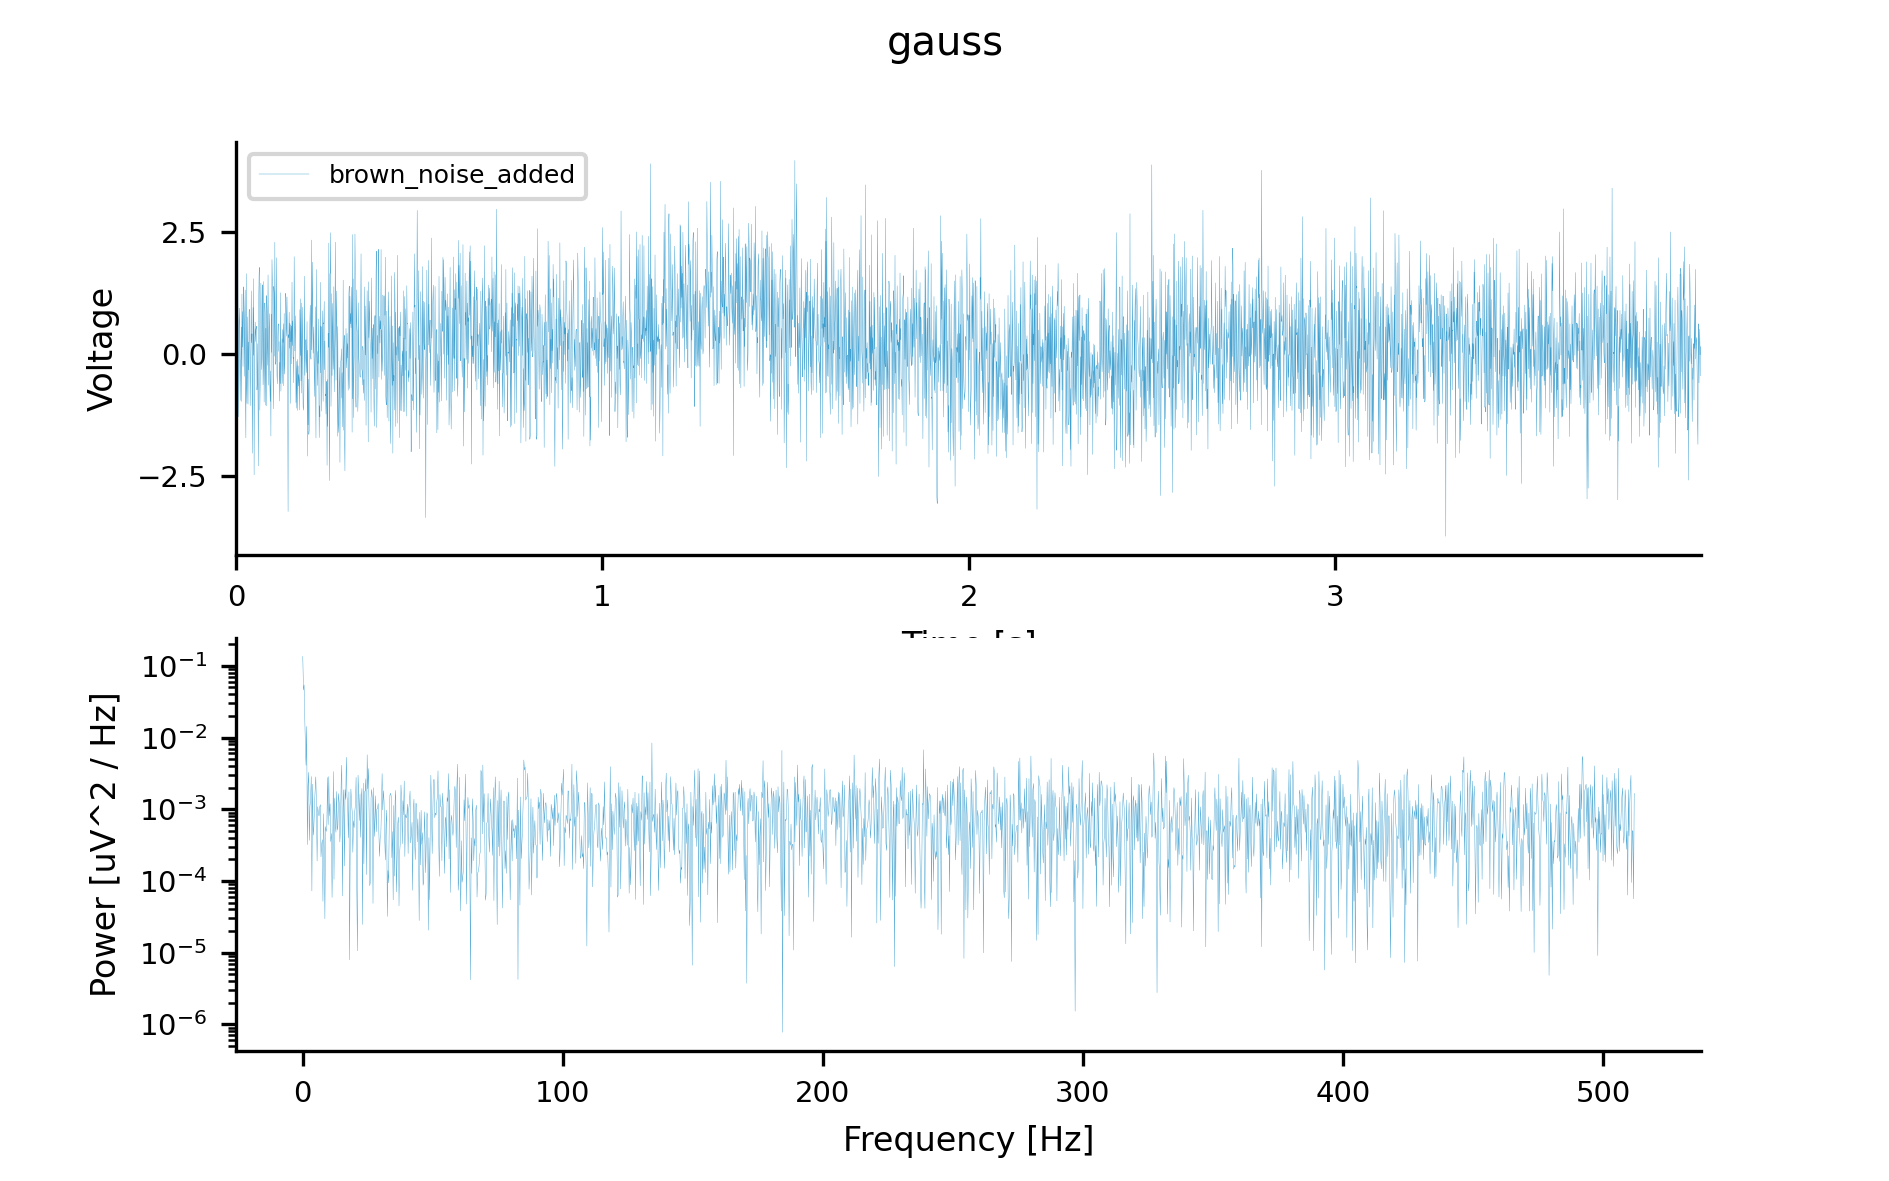 gauss
brown_noise_added
Voltage
2.5
0.0
−2.5
0 1 2 3
Time [s]
Power [uV^2 / Hz]
10⁻¹
10⁻²
10⁻³
10⁻⁴
10⁻⁵
10⁻⁶
0 100 200 300 400 500
Frequency [Hz]